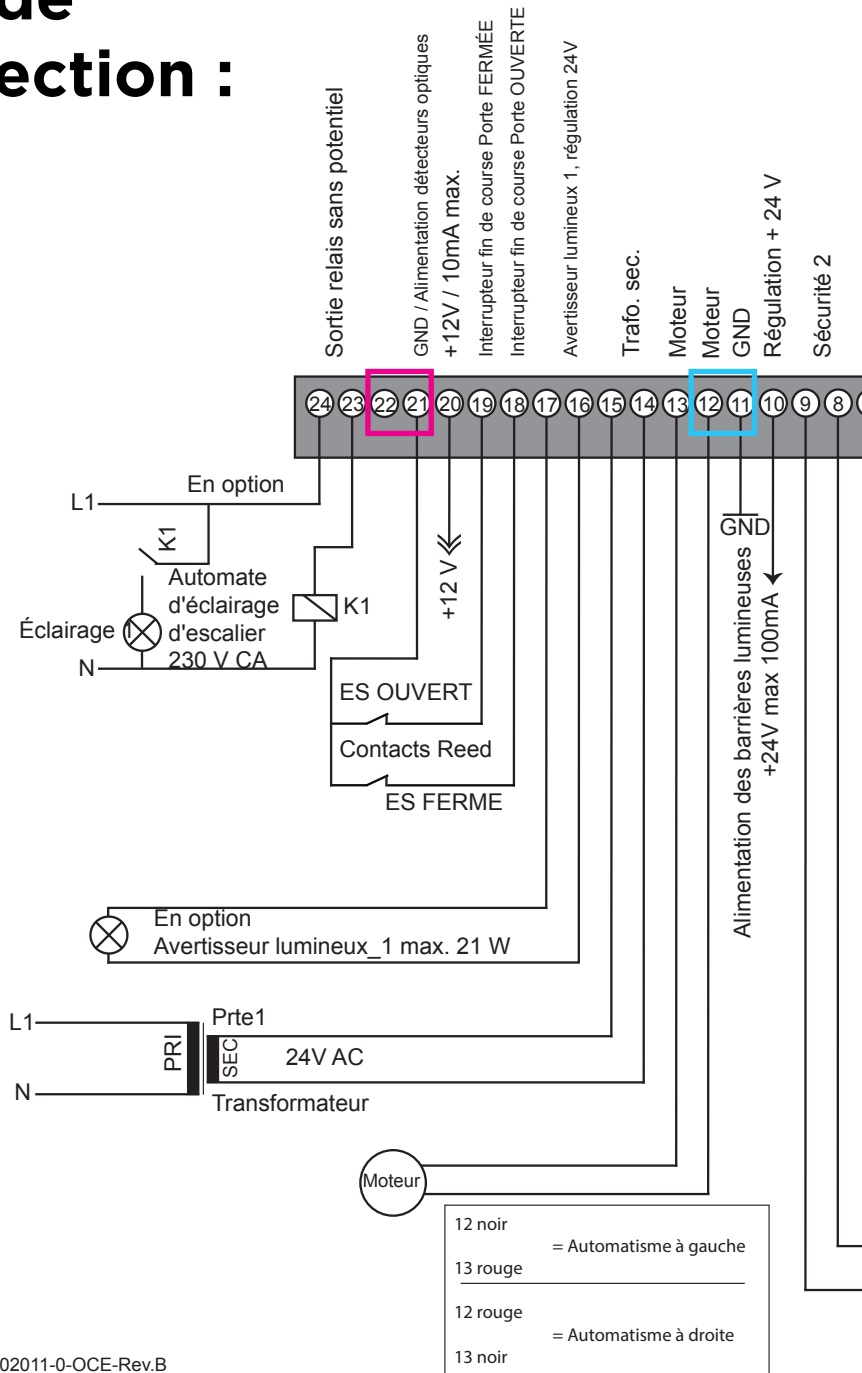 de
ection :
Sortie relais sans potentiel
GND / Alimentation détecteurs optiques
+12V / 10mA max.
Interrupteur fin de course Porte FERMÉE
Interrupteur fin de course Porte OUVERTE
Avertisseur lumineux 1, régulation 24V
Trafo. sec.
Moteur
Moteur
GND
Régulation + 24 V
Sécurité 2
24 23 22 21 20 19 18 17 16 15 14 13 12 11 10 9 8
L1
En option
K1
Automate
d'éclairage
d'escalier
230 V CA
Éclairage 1
N
K1
+12 V
GND
Alimentation des barrières lumineuses
+24V max 100mA
ES OUVERT
Contacts Reed
ES FERME
En option
Avertisseur lumineux_1 max. 21 W
L1
Prte1
PRI
SEC
24V AC
N
Transformateur
Moteur
12 noir
= Automatisme à gauche
13 rouge
12 rouge
= Automatisme à droite
13 noir
02011-0-OCE-Rev.B